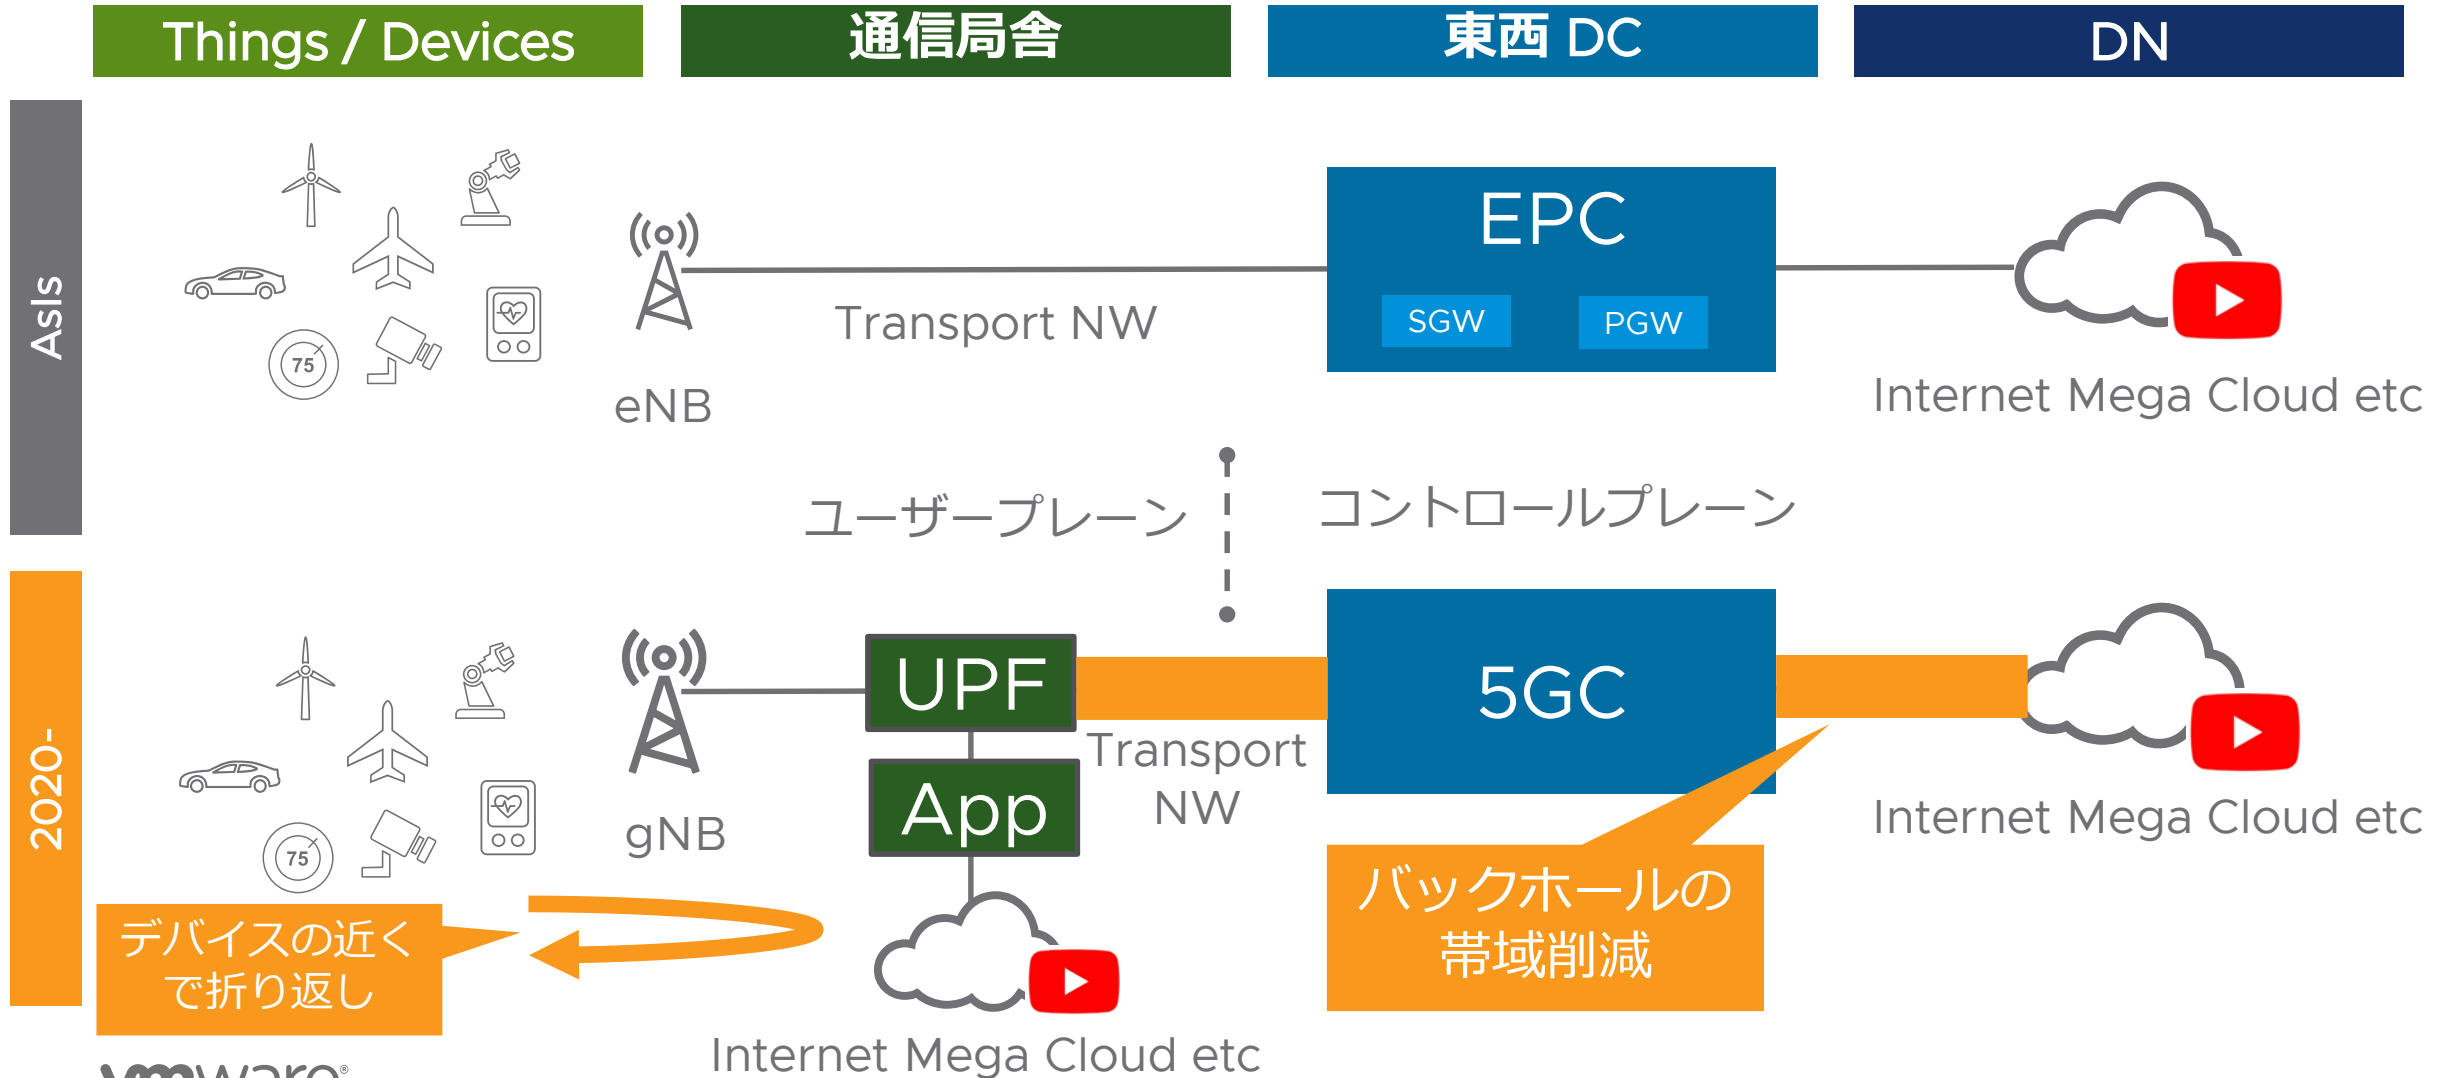 Things / Devices
通信局舎
東西 DC
DN
AsIs
EPC
SGW
PGW
Transport NW
eNB
Internet Mega Cloud etc
75
ユーザープレーン
コントロールプレーン
2020-
UPF
5GC
App
Transport
NW
gNB
Internet Mega Cloud etc
75
バックホールの
帯域削減
デバイスの近く
で折り返し
Internet Mega Cloud etc
vmware®